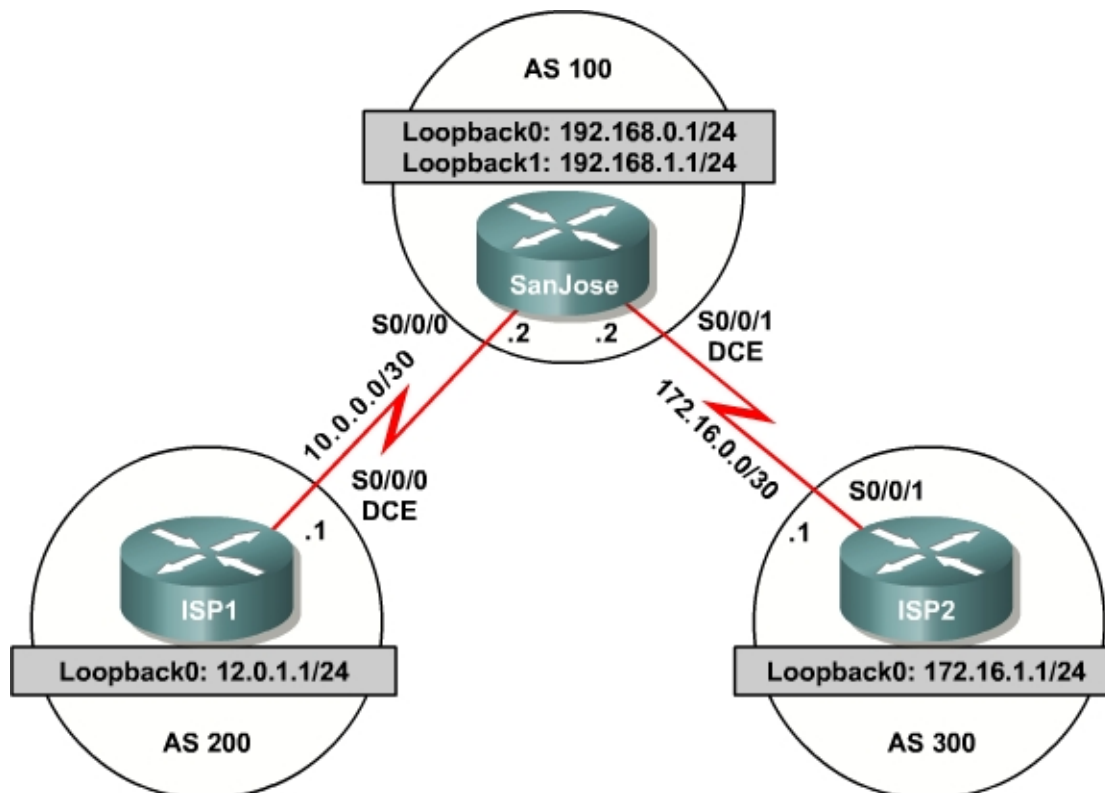 AS 100
Loopback0: 192.168.0.1/24
Loopback1: 192.168.1.1/24
SanJose
S0/0/0
.2
.2
S0/0/1
DCE
10.0.0.0/30
172.16.0.0/30
S0/0/0
DCE
S0/0/1
.1
.1
ISP1
ISP2
Loopback0: 12.0.1.1/24
Loopback0: 172.16.1.1/24
AS 200
AS 300